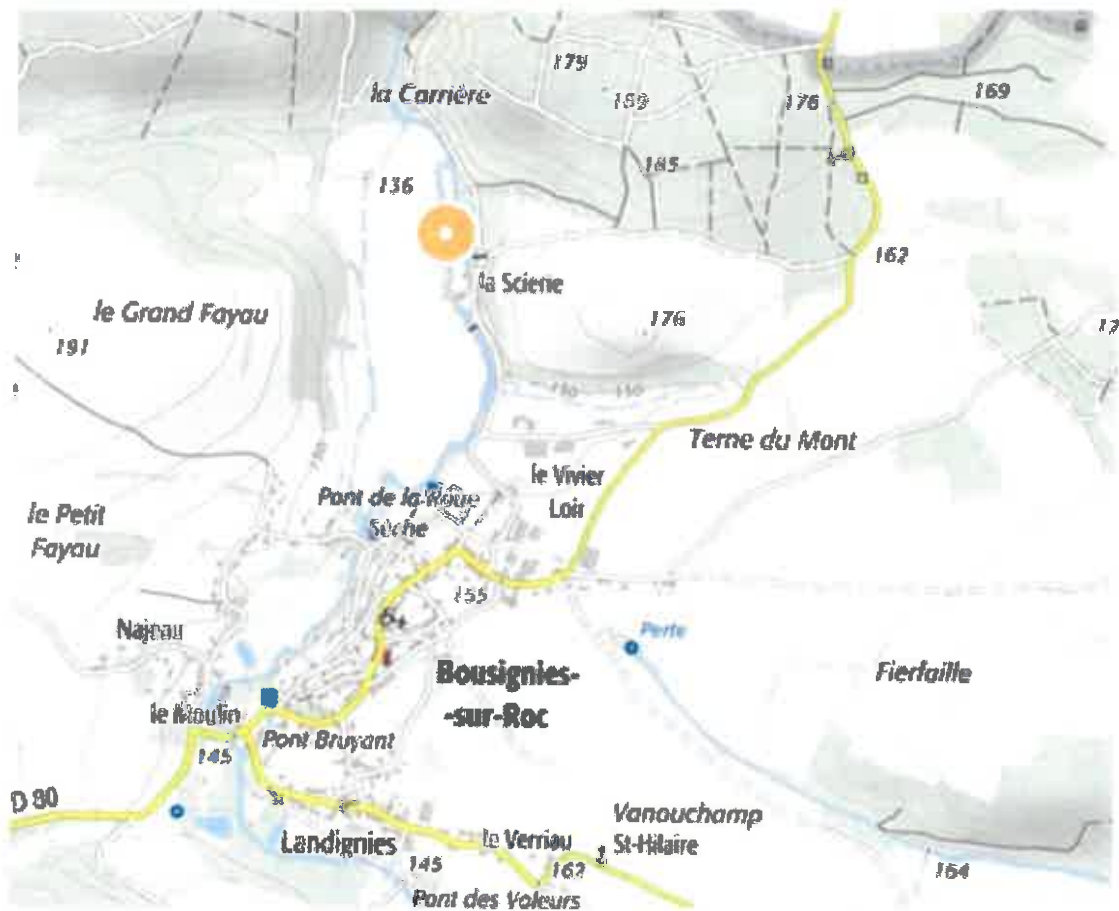 179
la Carrière
189
176
169
185
136
162
la Scierie
le Grand Fayau
176
191
Terne du Mont
le Vivier
Loir
Pont de la Roue
Sèche
le Petit
Fayau
155
Perte
Najeau
Bousignies-
-sur-Roc
Fierfaille
le Moulin
Pont Bruyant
145
D 80
Vanouchamp
Landignies
le Verriau
St-Hilaire
145
162
164
Pont des Voleurs